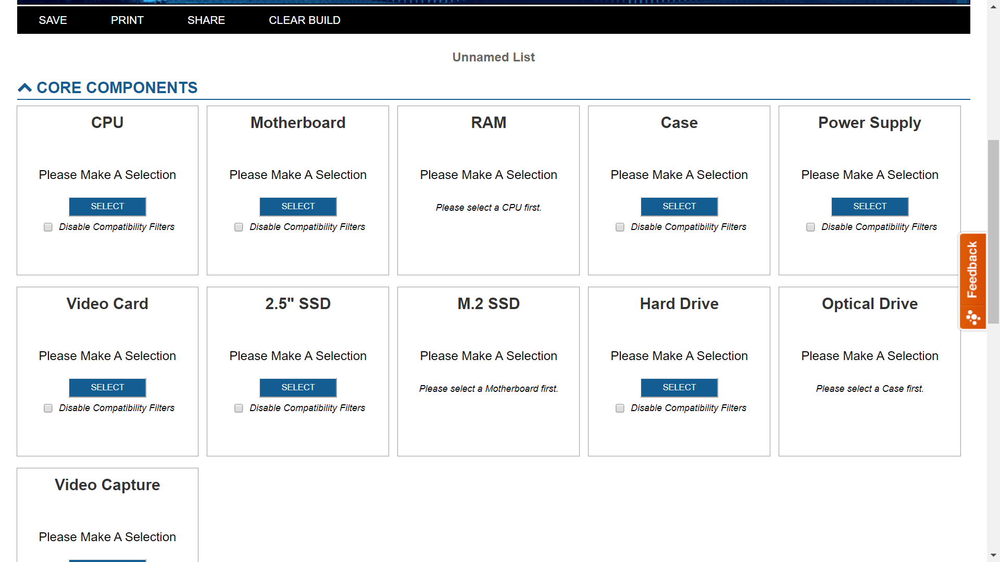 SAVE PRINT SHARE CLEAR BUILD
Unnamed List
CORE COMPONENTS
CPU
Please Make A Selection
SELECT
Disable Compatibility Filters
Motherboard
Please Make A Selection
SELECT
Disable Compatibility Filters
RAM
Please Make A Selection
Please select a CPU first.
Case
Please Make A Selection
SELECT
Disable Compatibility Filters
Power Supply
Please Make A Selection
SELECT
Disable Compatibility Filters
Feedback
Video Card
Please Make A Selection
SELECT
Disable Compatibility Filters
2.5" SSD
Please Make A Selection
SELECT
Disable Compatibility Filters
M.2 SSD
Please Make A Selection
Please select a Motherboard first.
Hard Drive
Please Make A Selection
SELECT
Disable Compatibility Filters
Optical Drive
Please Make A Selection
Please select a Case first.
Video Capture
Please Make A Selection